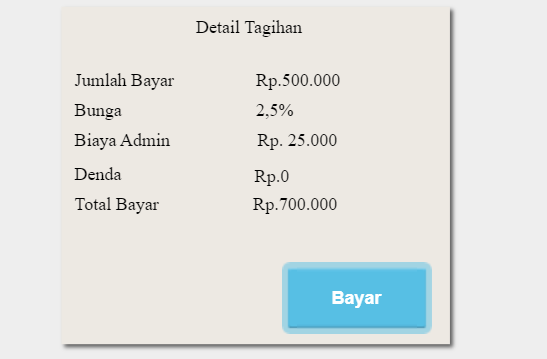 Detail Tagihan
Jumlah Bayar Rp.500.000
Bunga 2,5%
Biaya Admin Rp. 25.000
Denda Rp.0
Total Bayar Rp.700.000
Bayar